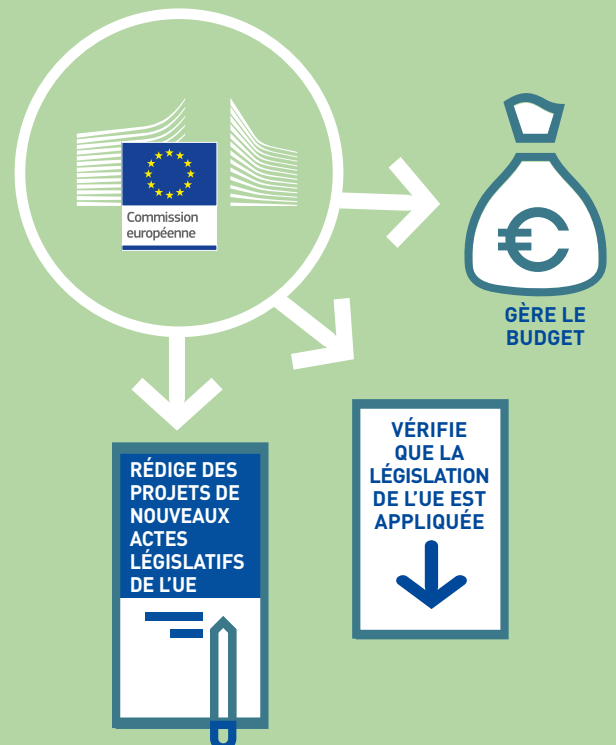 Commission
européenne
GÈRE LE
BUDGET
VÉRIFIE
QUE LA
LÉGISLATION
DE L'UE EST
APPLIQUÉE
RÉDIGE DES
PROJETS DE
NOUVEAUX
ACTES
LÉGISLATIFS
DE L'UE